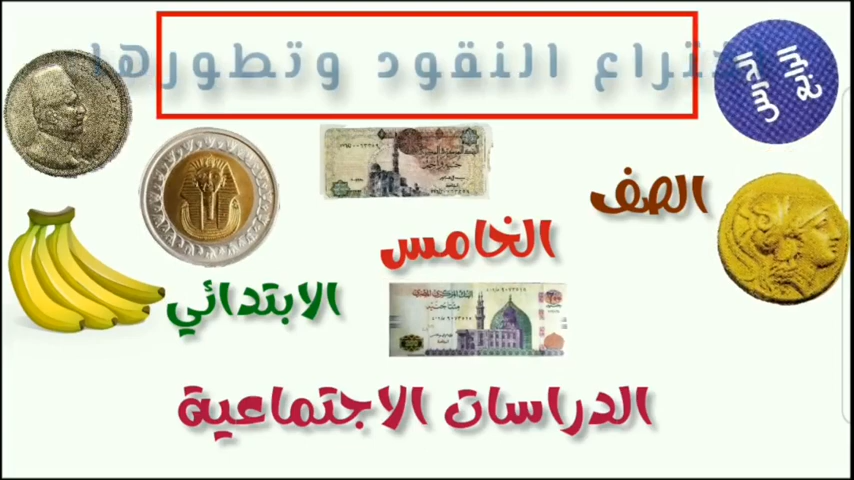 اختراع النقود وتطورها
الدرس
الرابع
الصف
الخامس
الابتدائي
الدراسات الاجتماعية